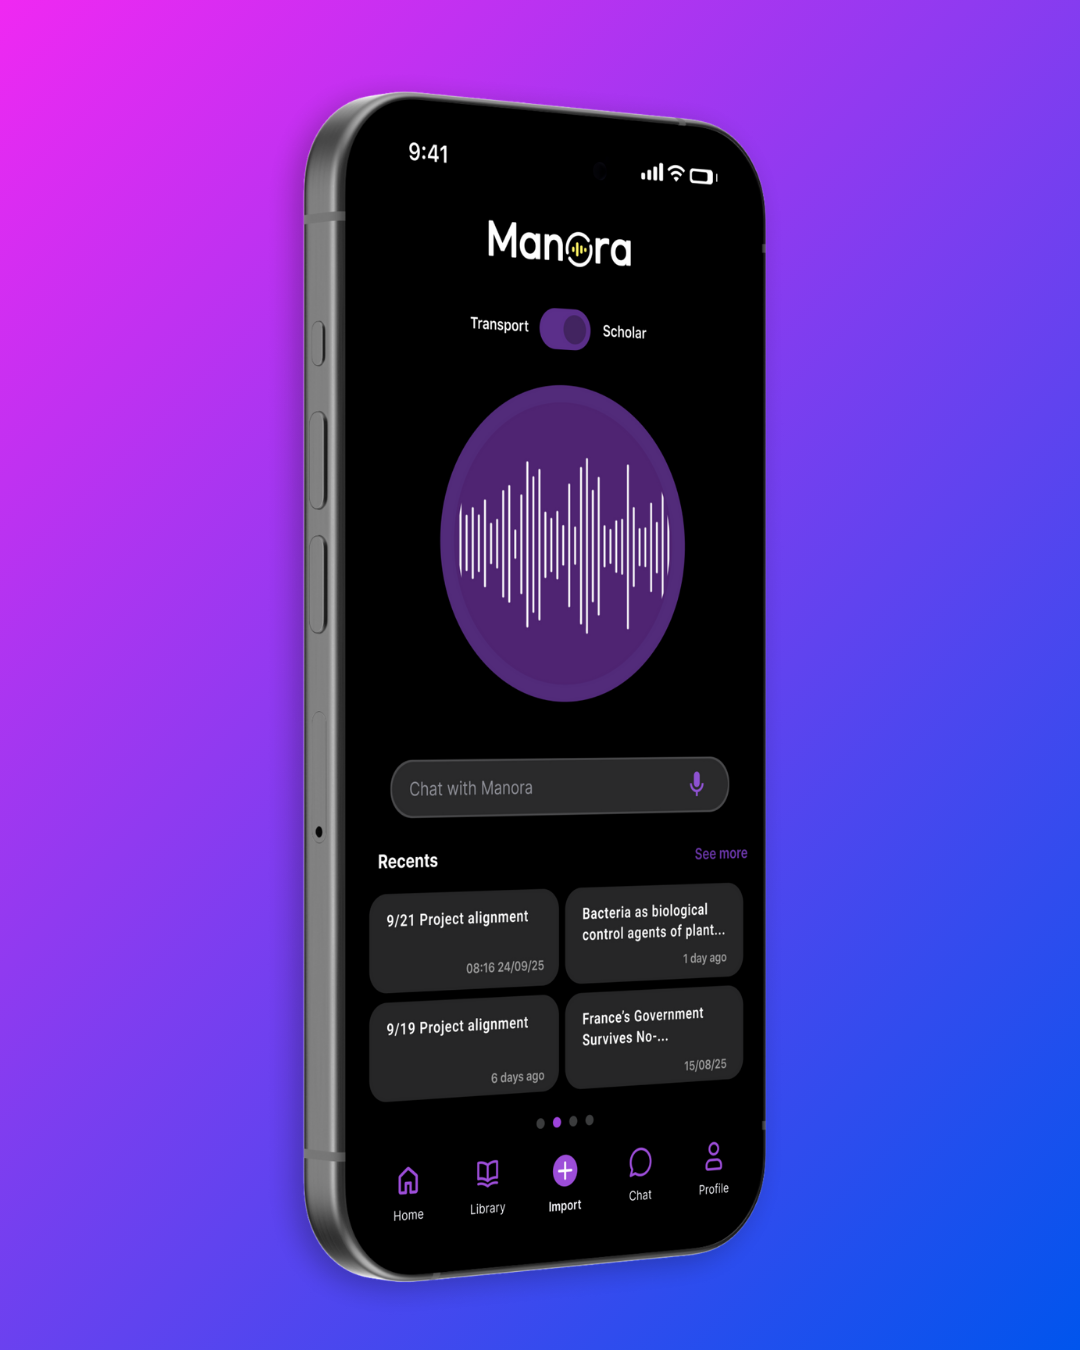 9:41
Manora
Transport
Scholar
Chat with Manora
Recents
See more
9/21 Project alignment
08:16 24/09/25
Bacteria as biological
control agents of plant...
1 day ago
9/19 Project alignment
6 days ago
France's Government
Survives No-...
15/08/25
Home
Library
Import
Chat
Profile